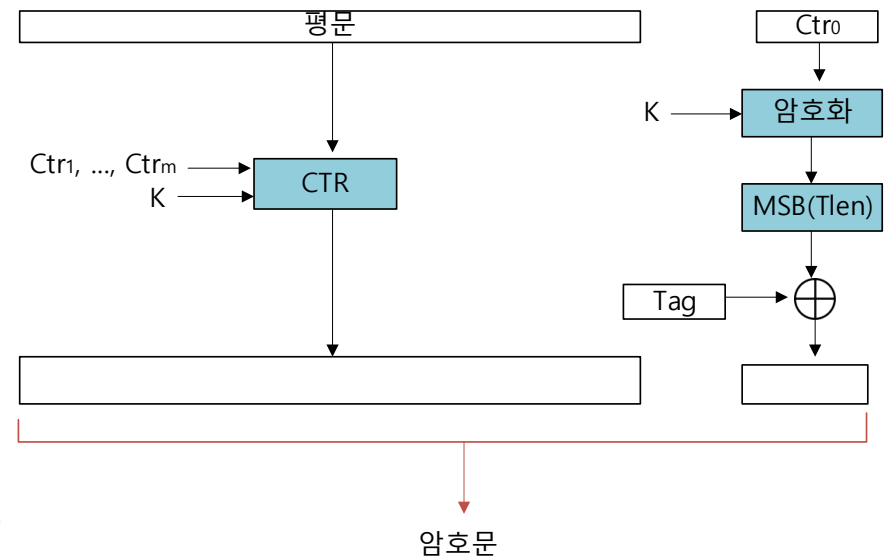 평문
Ctr0
K
암호화
Ctr1, ..., Ctrm
K
CTR
MSB(Tlen)
Tag
암호문